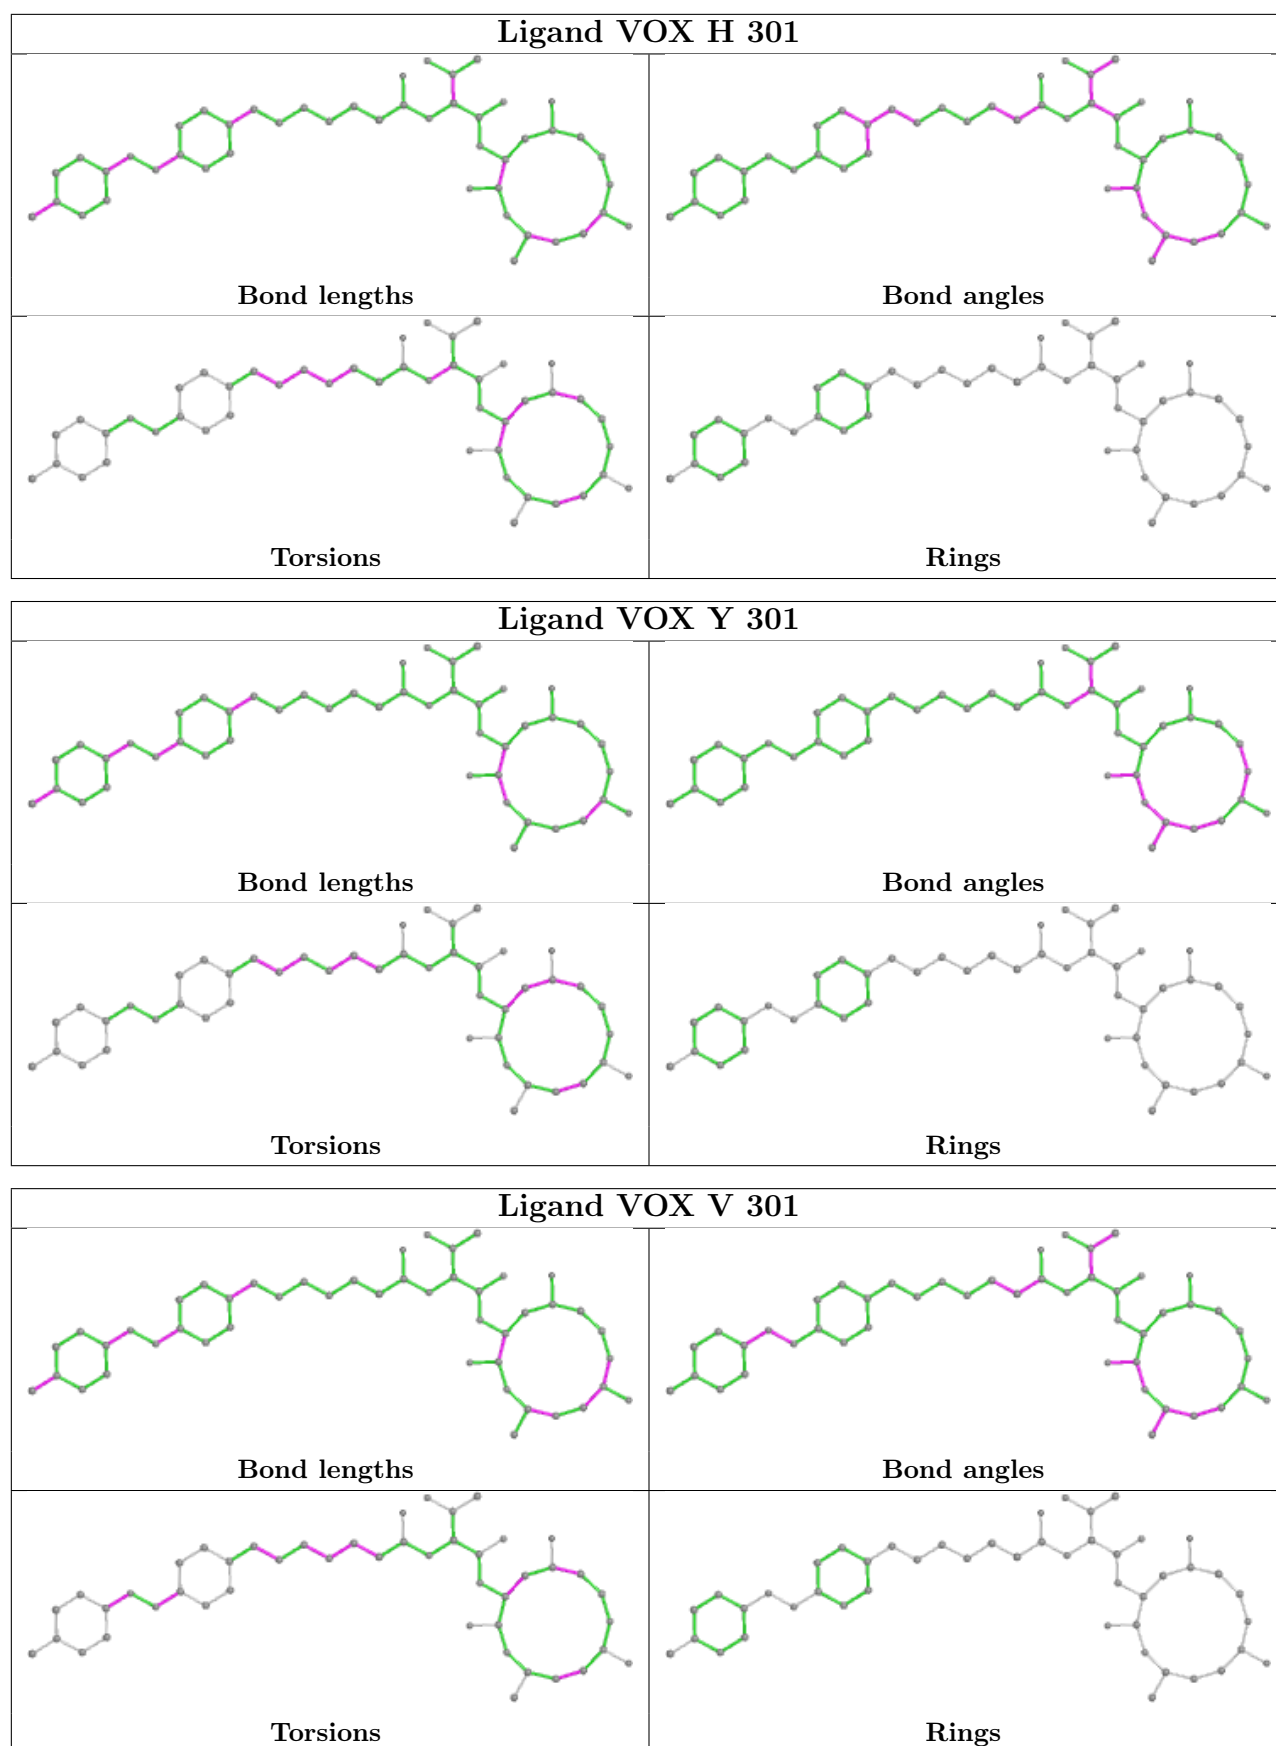 Ligand VOX H 301
Bond lengths
Bond angles
Torsions
Rings
Ligand VOX Y 301
Bond lengths
Bond angles
Torsions
Rings
Ligand VOX V 301
Bond lengths
Bond angles
Torsions
Rings